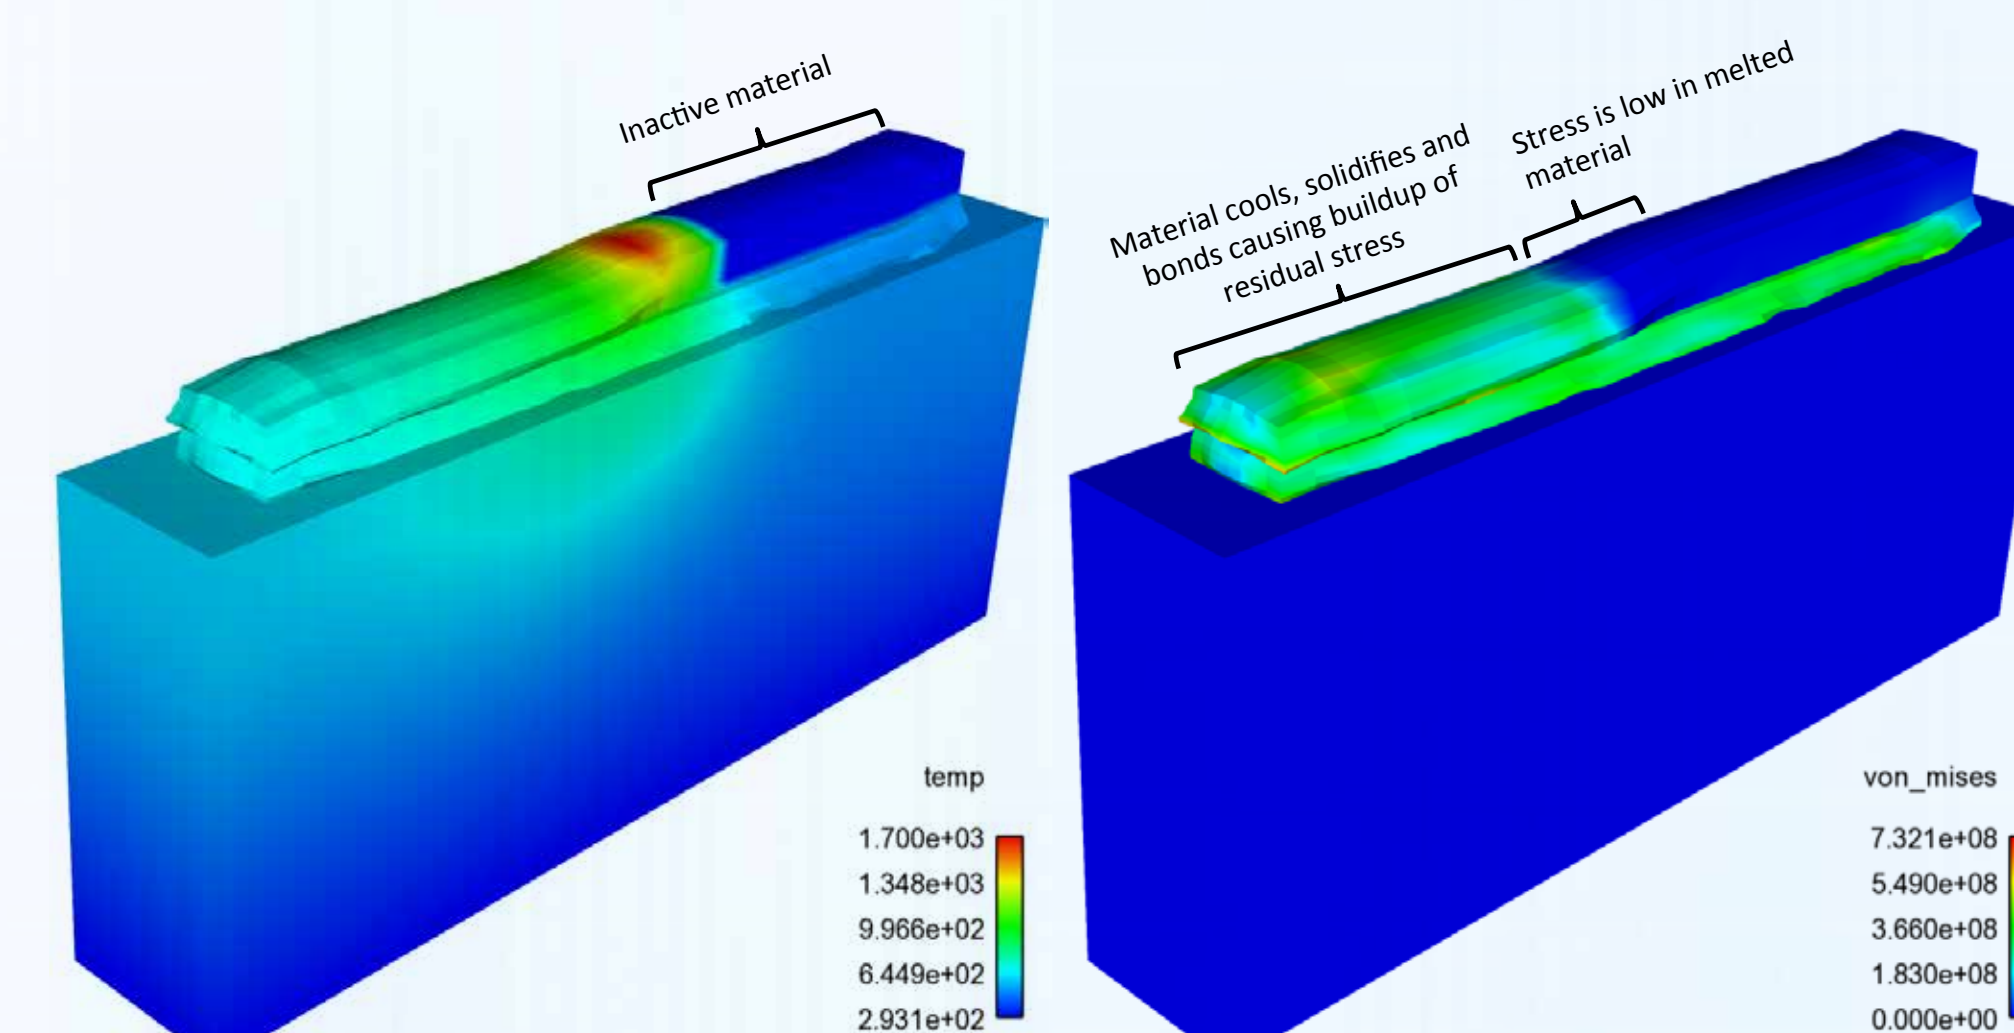 Inactive material
Material cools, solidifies and
bonds causing buildup of
residual stress
Stress is low in melted
material
temp
1.700e+03
1.348e+03
9.966e+02
6.449e+02
2.931e+02
von_mises
7.321e+08
5.490e+08
3.660e+08
1.830e+08
0.000e+00